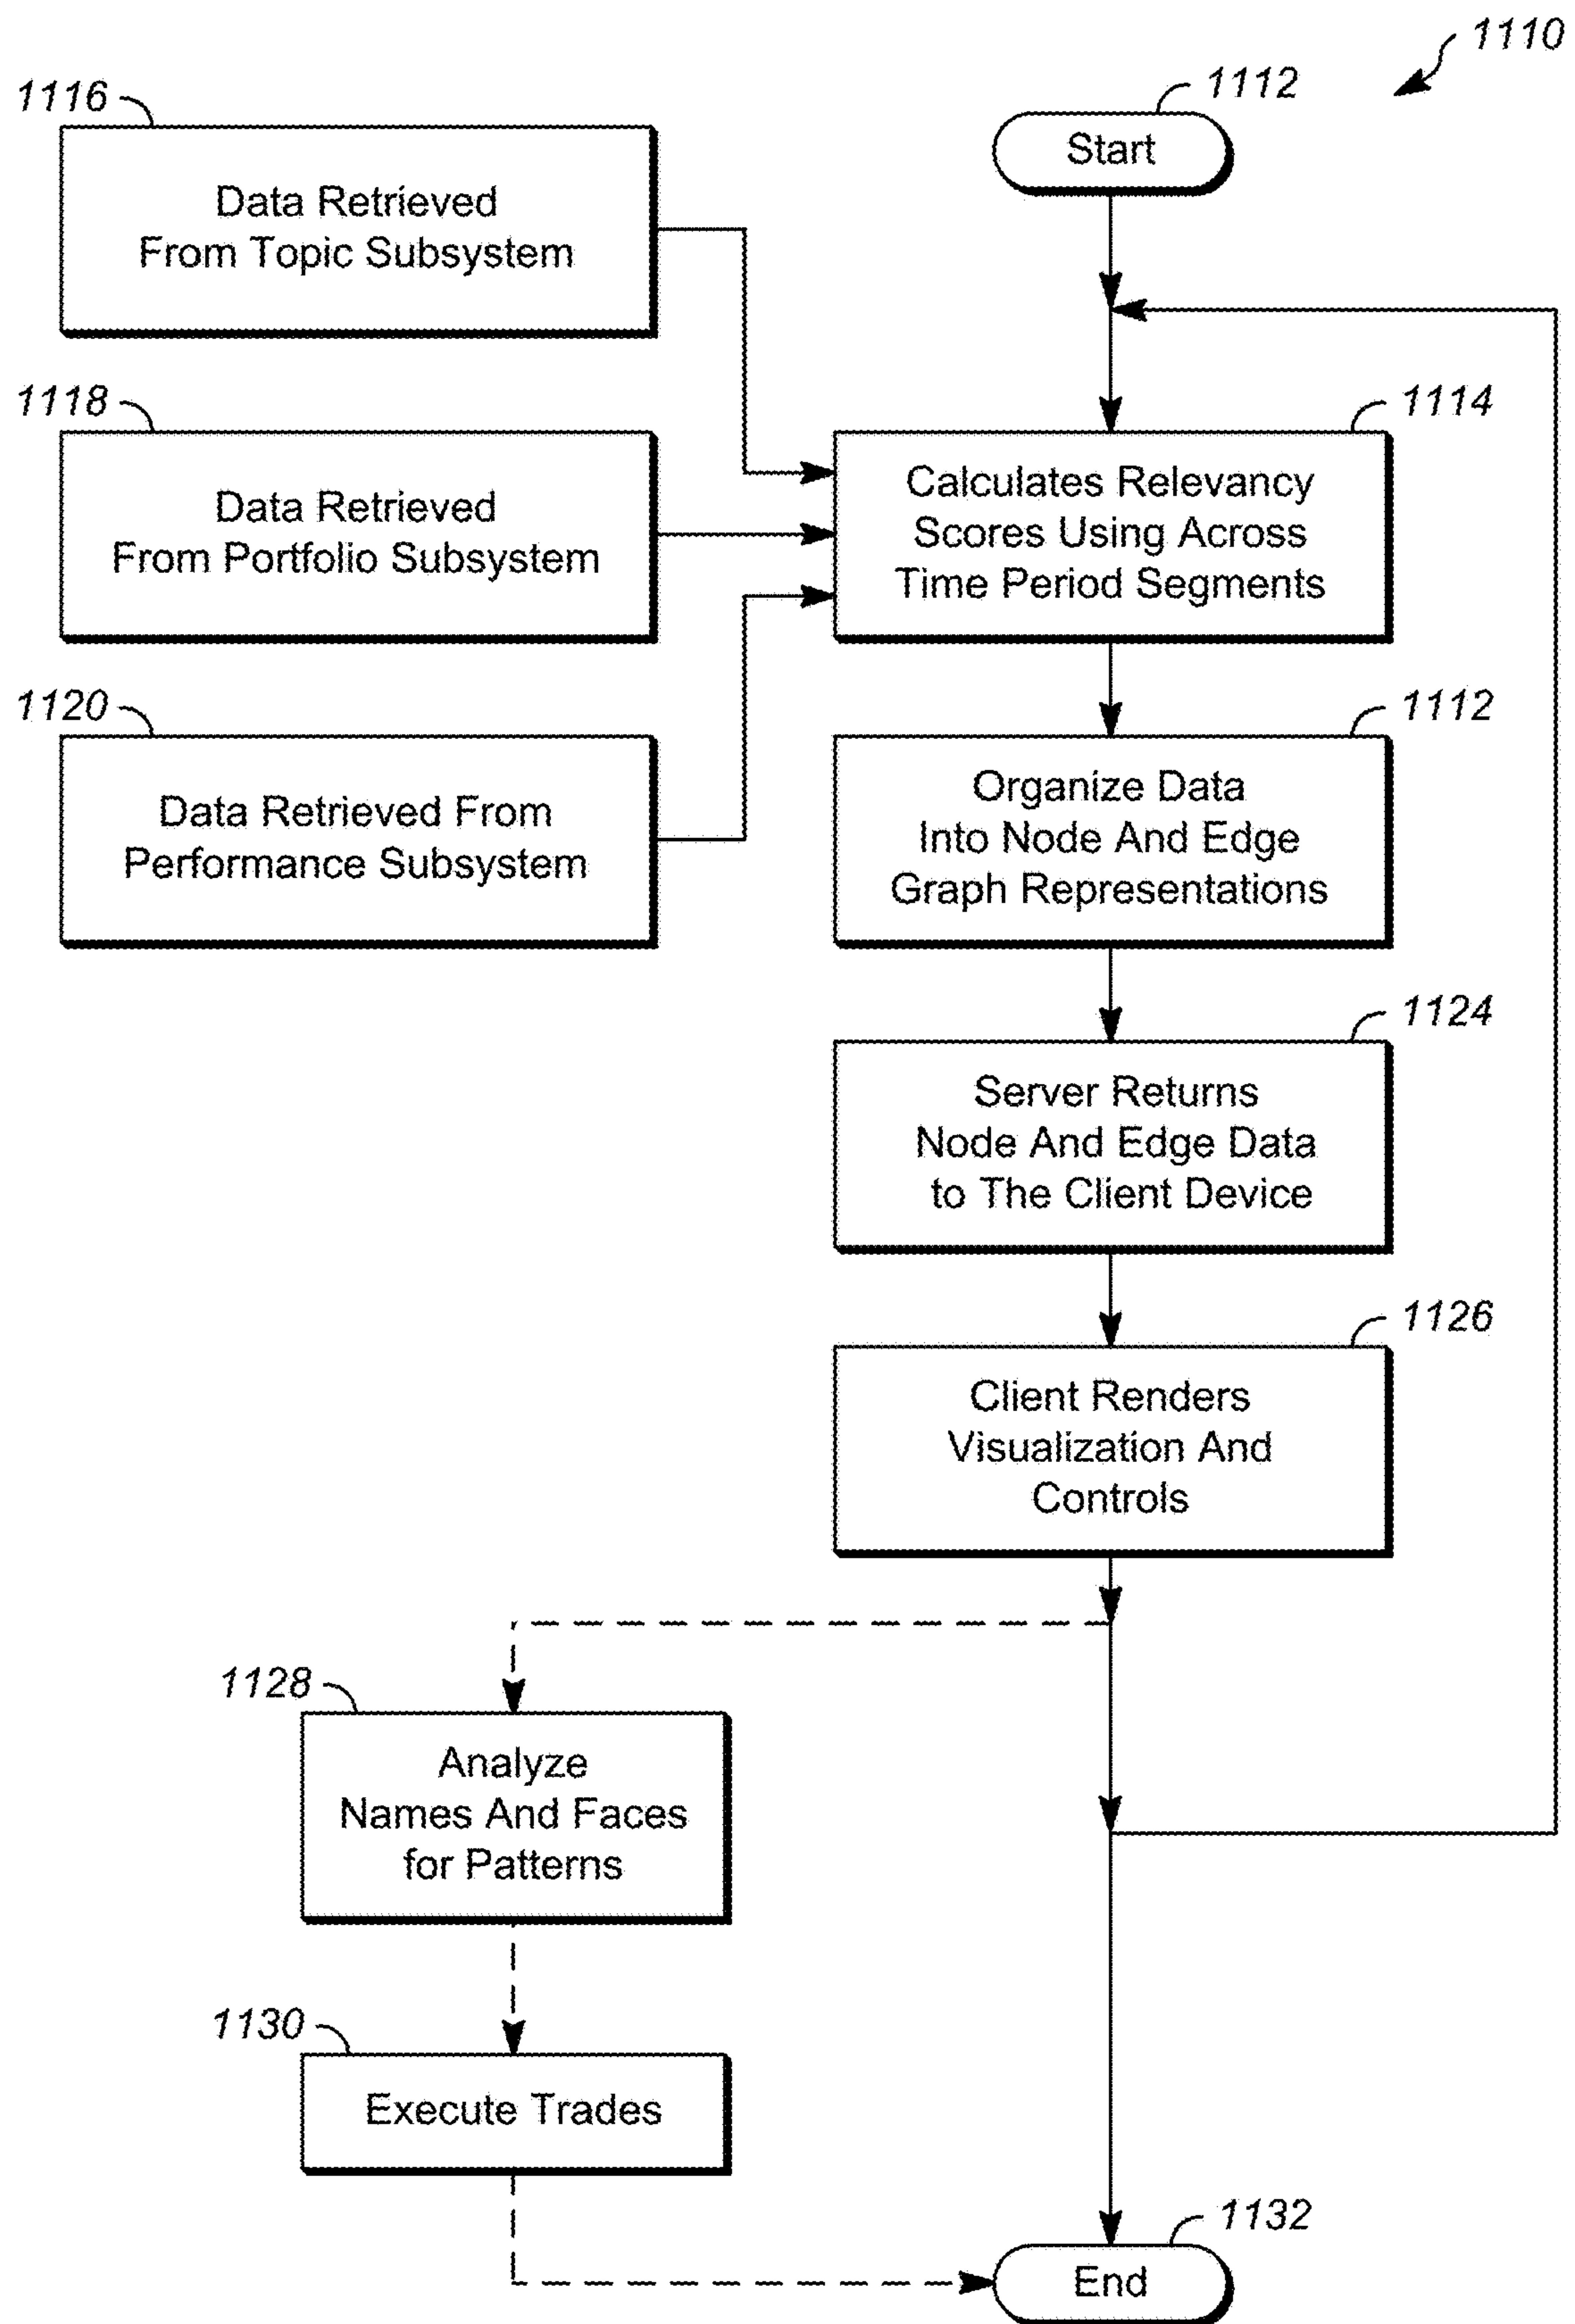 1110
1112
Start
1116
Data Retrieved
From Topic Subsystem
1118
Data Retrieved
From Portfolio Subsystem
1114
Calculates Relevancy
Scores Using Across
Time Period Segments
1120
Data Retrieved From
Performance Subsystem
1112
Organize Data
Into Node And Edge
Graph Representations
1124
Server Returns
Node And Edge Data
to The Client Device
1126
Client Renders
Visualization And
Controls
1128
Analyze
Names And Faces
for Patterns
1130
Execute Trades
1132
End